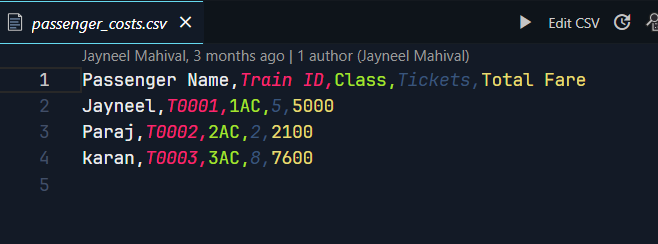 passenger_costs.csv
Edit CSV
Jayneel Mahival, 3 months ago | 1 author (Jayneel Mahival)
1 Passenger Name,Train ID,Class,Tickets,Total Fare
2 Jayneel,T0001,1AC,5,5000
3 Paraj,T0002,2AC,2,2100
4 karan,T0003,3AC,8,7600
5